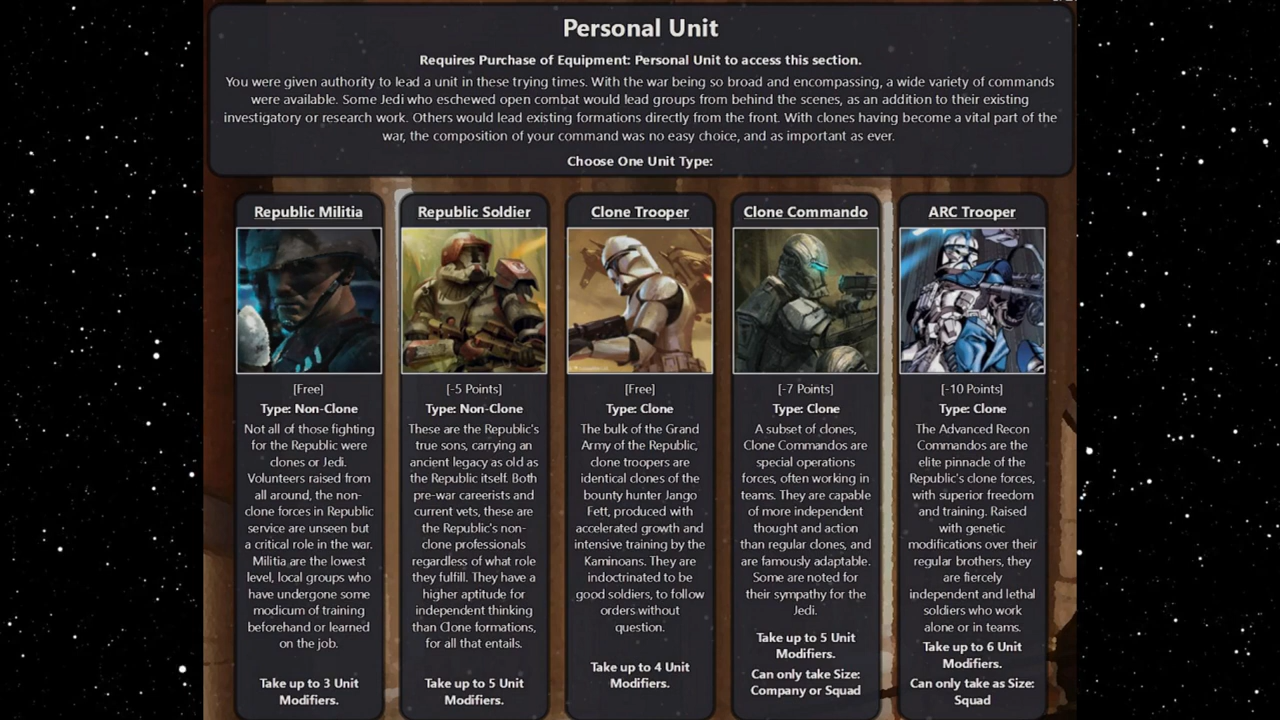 Personal Unit
Requires Purchase of Equipment: Personal Unit to access this section.
You were given authority to lead a unit in these trying times. With the war being so broad and encompassing, a wide variety of commands
were available. Some Jedi who eschewed open combat would lead groups from behind the scenes, as an addition to their existing
investigatory or research work. Others would lead existing formations directly from the front. With clones having become a vital part of the
war, the composition of your command was no easy choice, and as important as ever.
Choose One Unit Type:
Republic Militia
[Free]
Type: Non-Clone
Not all of those fighting
for the Republic were
clones or Jedi.
Volunteers raised from
all around, the non-
clone forces in Republic
service are unseen but
a critical role in the war.
Militia are the lowest
level, local groups who
have undergone some
modicum of training
beforehand or learned
on the job.
Take up to 3 Unit
Modifiers.
Republic Soldier
[-5 Points]
Type: Non-Clone
These are the Republic's
true sons, carrying an
ancient legacy as old as
the Republic itself. Both
pre-war careerists and
current vets, these are
the Republic's non-
clone professionals
regardless of what role
they fulfill. They have a
higher aptitude for
independent thinking
than Clone formations,
for all that entails.
Take up to 5 Unit
Modifiers.
Clone Trooper
[Free]
Type: Clone
The bulk of the Grand
Army of the Republic,
clone troopers are
identical clones of the
bounty hunter Jango
Fett, produced with
accelerated growth and
intensive training by the
Kaminoans. They are
indoctrinated to be
good soldiers, to follow
orders without
question.
Take up to 4 Unit
Modifiers.
Clone Commando
[-7 Points]
Type: Clone
A subset of clones,
Clone Commandos are
special operations
forces, often working in
teams. They are capable
of more independent
thought and action
than regular clones, and
are famously adaptable.
Some are noted for
their sympathy for the
Jedi.
Take up to 5 Unit
Modifiers.
Can only take Size:
Company or Squad
ARC Trooper
[-10 Points]
Type: Clone
The Advanced Recon
Commandos are the
elite pinnacle of the
Republic's clone forces,
with superior freedom
and training. Raised
with genetic
modifications over their
regular brothers, they
are fiercely
independent and lethal
soldiers who work
alone or in teams.
Take up to 6 Unit
Modifiers.
Can only take as Size:
Squad